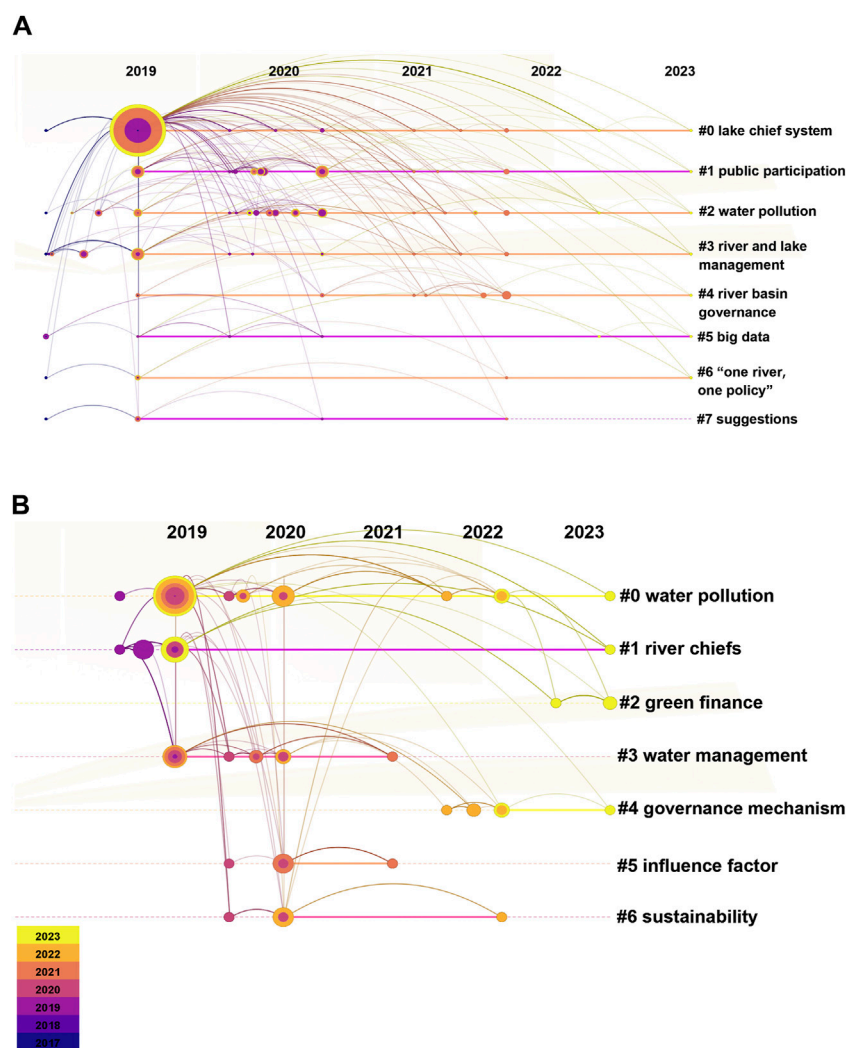 A
2019 2020 2021 2022 2023
#0 lake chief system
#1 public participation
#2 water pollution
#3 river and lake
management
#4 river basin
governance
#5 big data
#6 “one river,
one policy”
#7 suggestions
B
2019 2020 2021 2022 2023
#0 water pollution
#1 river chiefs
#2 green finance
#3 water management
#4 governance mechanism
#5 influence factor
#6 sustainability
2023
2022
2021
2020
2019
2018
2017